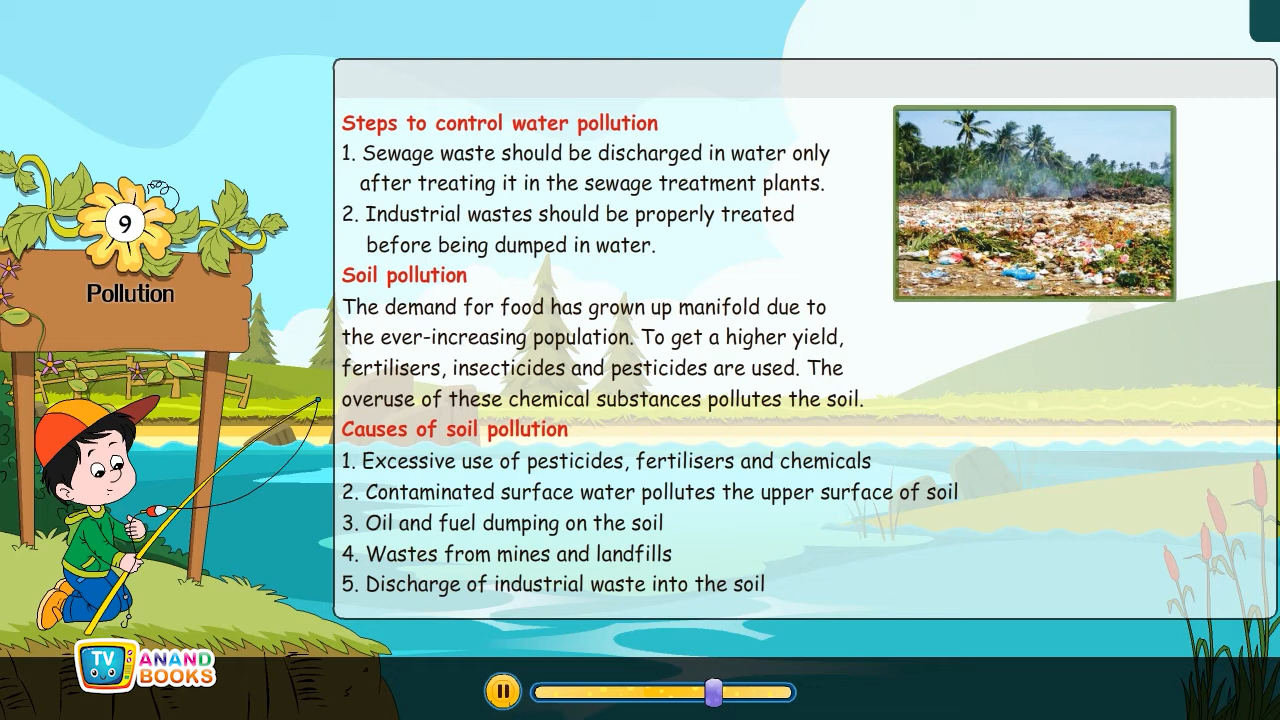 9
Pollution
Steps to control water pollution
1. Sewage waste should be discharged in water only
after treating it in the sewage treatment plants.
2. Industrial wastes should be properly treated
before being dumped in water.
Soil pollution
The demand for food has grown up manifold due to
the ever-increasing population. To get a higher yield,
fertilisers, insecticides and pesticides are used. The
overuse of these chemical substances pollutes the soil.
Causes of soil pollution
1. Excessive use of pesticides, fertilisers and chemicals
2. Contaminated surface water pollutes the upper surface of soil
3. Oil and fuel dumping on the soil
4. Wastes from mines and landfills
5. Discharge of industrial waste into the soil
TV
ANAND
BOOKS